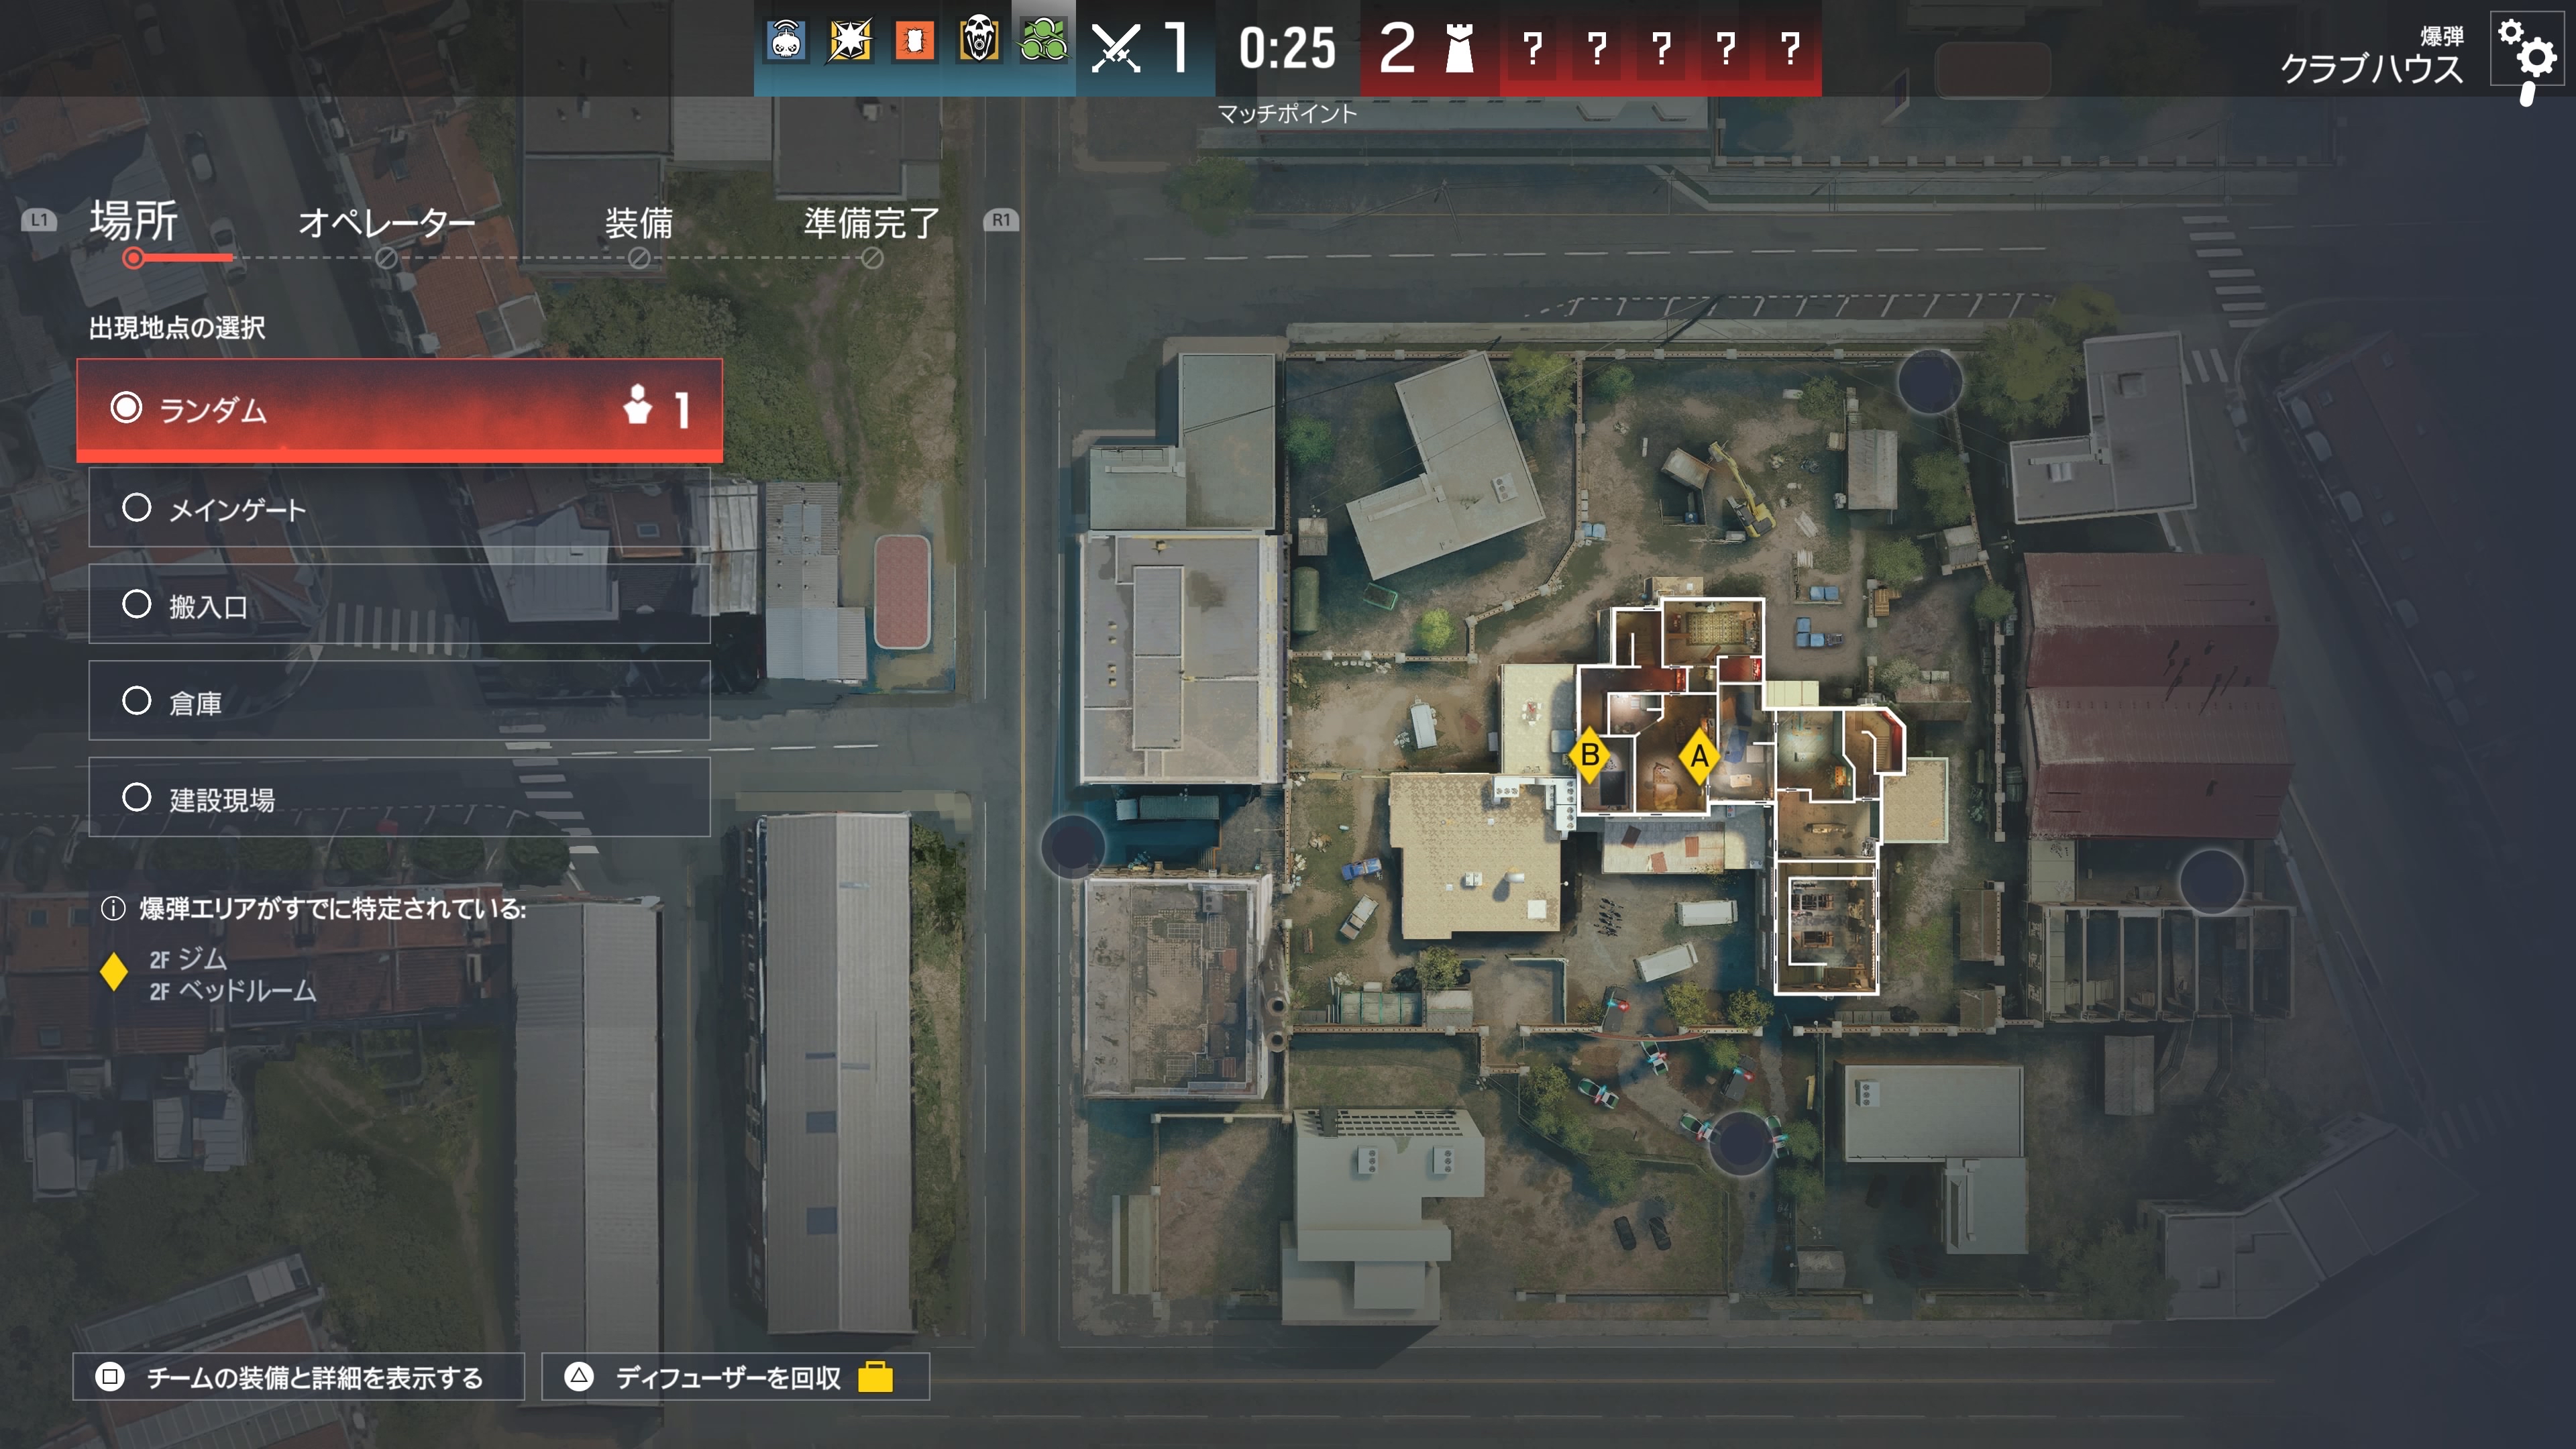 1
0:25
2
? ? ? ? ?
マッチポイント
爆弾
クラブハウス
L1
場所
オペレーター
装備
準備完了
R1
出現地点の選択
ランダム
1
メインゲート
搬入口
倉庫
建設現場
爆弾エリアがすでに特定されている:
2F ジム
2F ベッドルーム
B
A
チームの装備と詳細を表示する
ディフューザーを回収